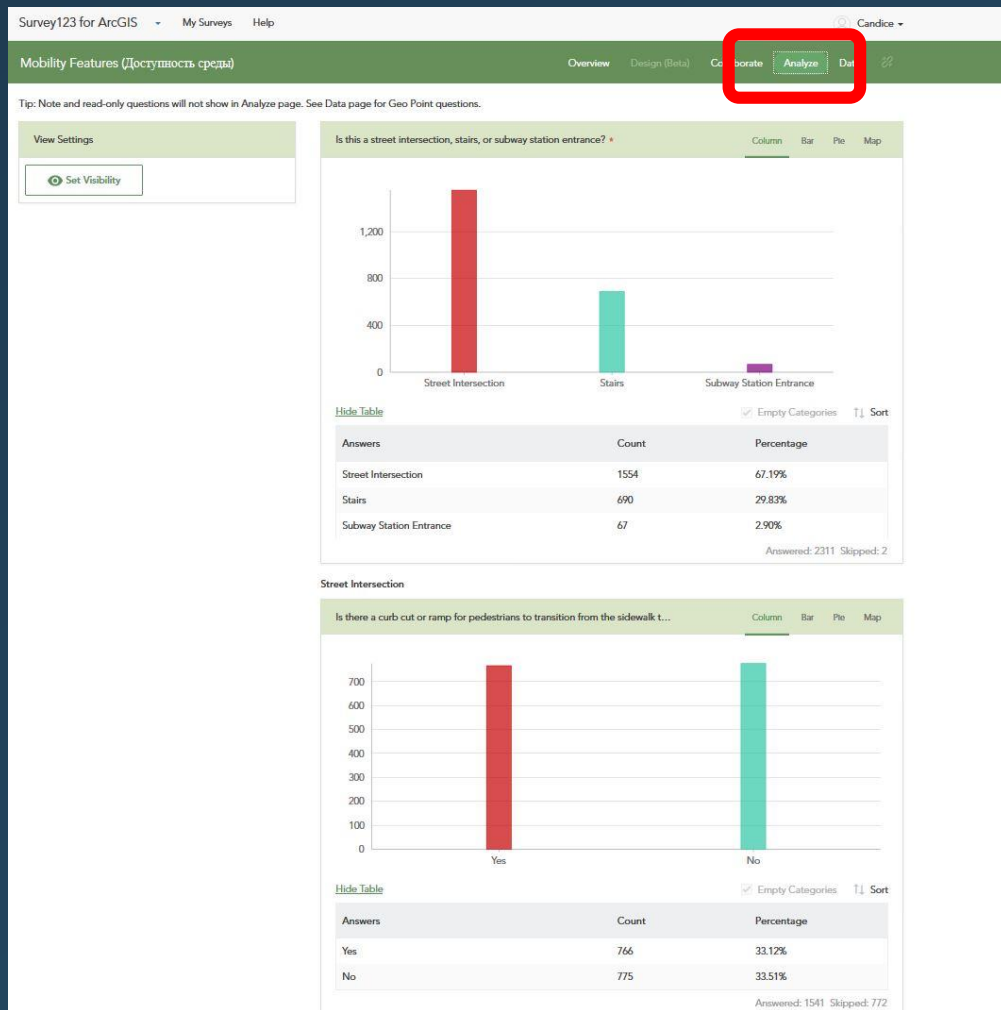 Survey123 for ArcGIS My Surveys Help Candice
Mobility Features (Доступность среды) Overview Design (Beta) Co borate Analyze Dat
Tip: Note and read-only questions will not show in Analyze page. See Data page for Geo Point questions.
View Settings
Set Visibility
Is this a street intersection, stairs, or subway station entrance? * Column Bar Pie Map
1,200
800
400
0
Street Intersection Stairs Subway Station Entrance
Hide Table Empty Categories Sort
Answers Count Percentage
Street Intersection 1554 67.19%
Stairs 690 29.83%
Subway Station Entrance 67 2.90%
Answered: 2311 Skipped: 2
Street Intersection
Is there a curb cut or ramp for pedestrians to transition from the sidewalk t... Column Bar Pie Map
700
600
500
400
300
200
100
0
Yes No
Hide Table Empty Categories Sort
Answers Count Percentage
Yes 766 33.12%
No 775 33.51%
Answered: 1541 Skipped: 772